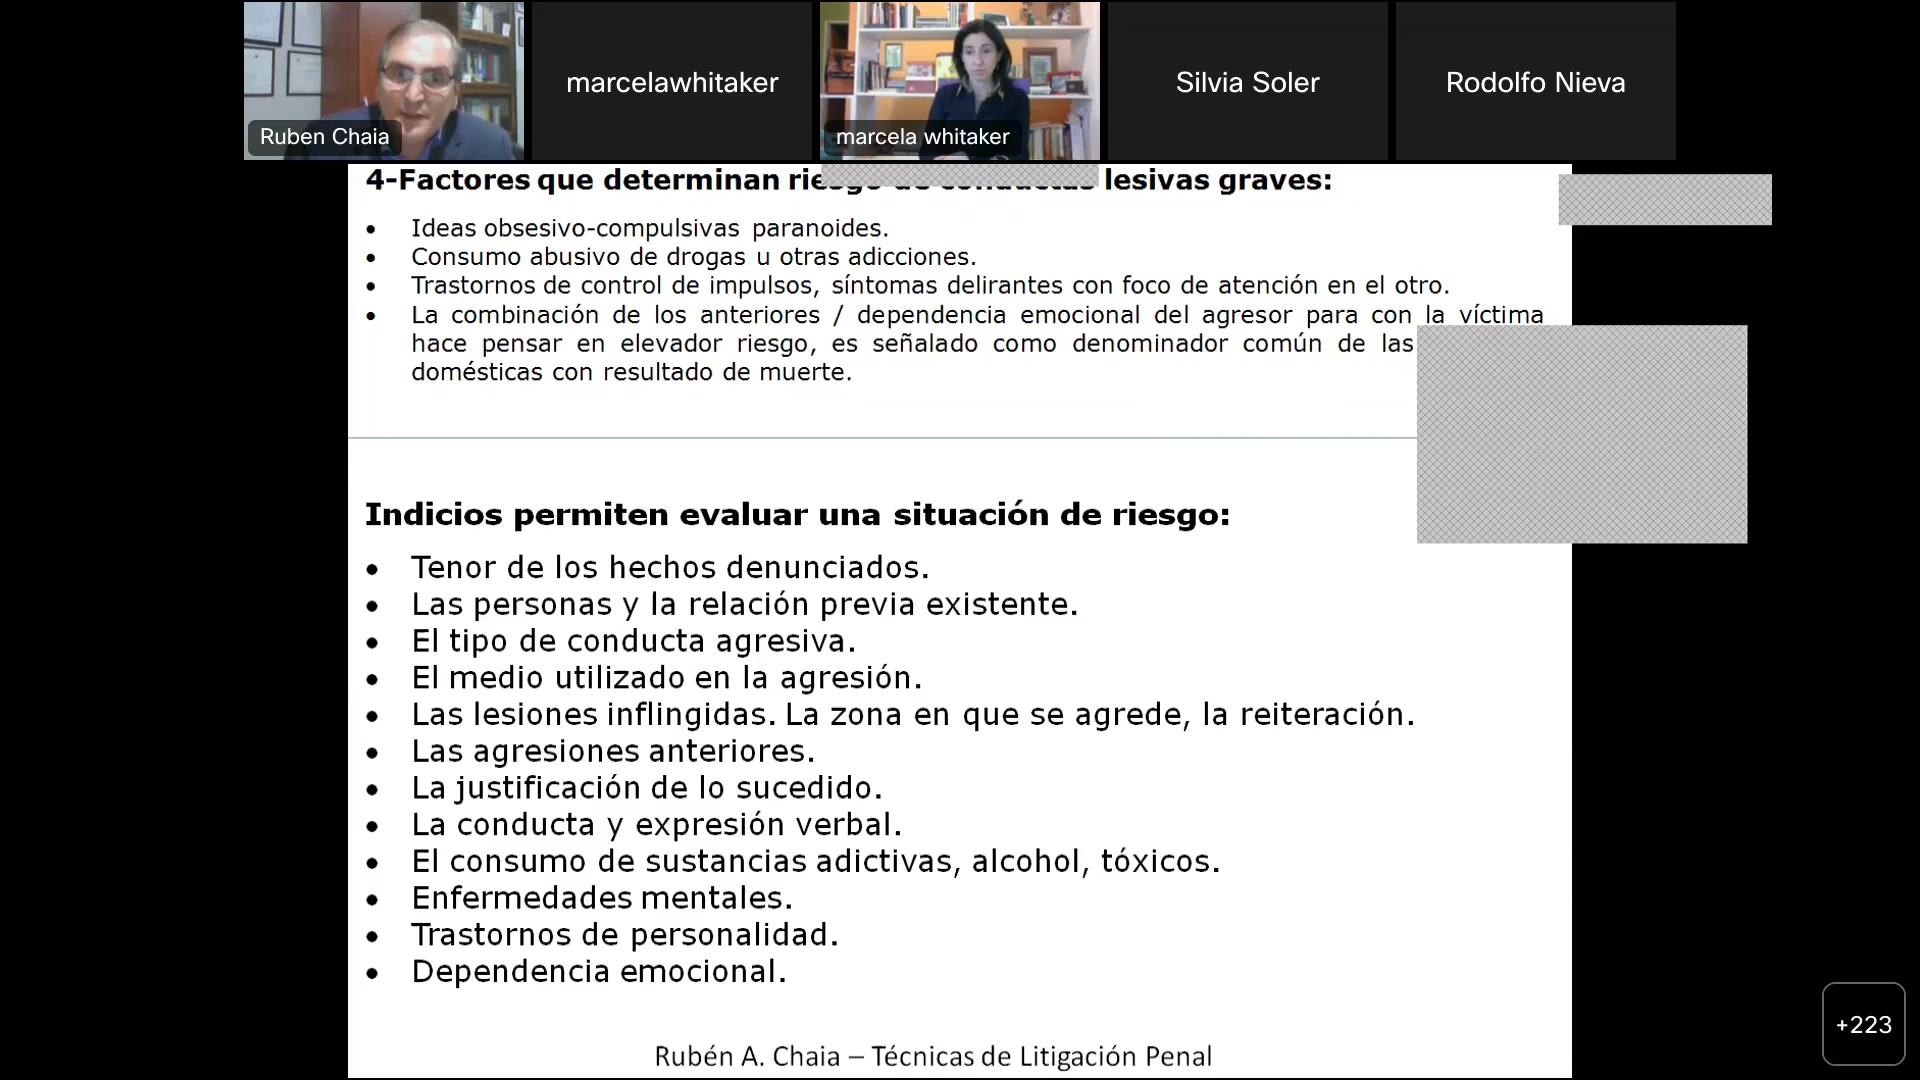 marcelawhitaker
Silvia Soler
Rodolfo Nieva
Ruben Chaia
marcela whitaker
4-Factores que determinan riesgo de conductas lesivas graves:
• Ideas obsesivo-compulsivas paranoides.
• Consumo abusivo de drogas u otras adicciones.
• Trastornos de control de impulsos, síntomas delirantes con foco de atención en el otro.
• La combinación de los anteriores / dependencia emocional del agresor para con la víctima
hace pensar en elevador riesgo, es señalado como denominador común de las
domésticas con resultado de muerte.
Indicios permiten evaluar una situación de riesgo:
• Tenor de los hechos denunciados.
• Las personas y la relación previa existente.
• El tipo de conducta agresiva.
• El medio utilizado en la agresión.
• Las lesiones inflingidas. La zona en que se agrede, la reiteración.
• Las agresiones anteriores.
• La justificación de lo sucedido.
• La conducta y expresión verbal.
• El consumo de sustancias adictivas, alcohol, tóxicos.
• Enfermedades mentales.
• Trastornos de personalidad.
• Dependencia emocional.
+223
Rubén A. Chaia – Técnicas de Litigación Penal